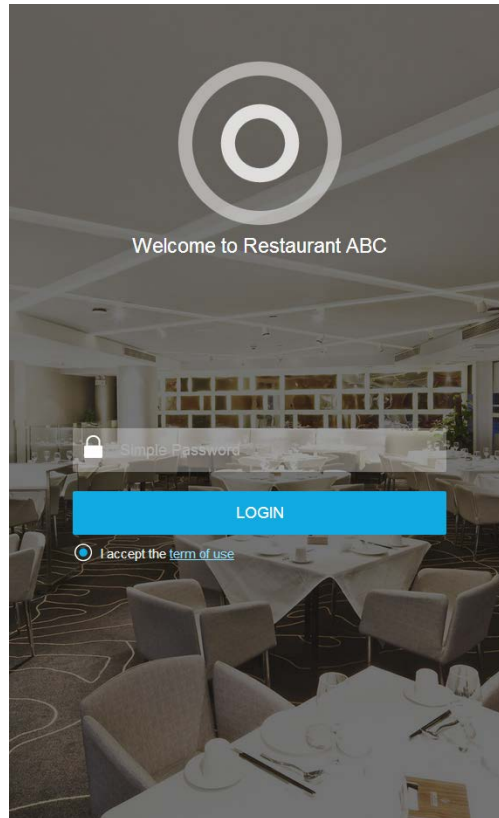 Welcome to Restaurant ABC
Simple Password
LOGIN
I accept the term of use